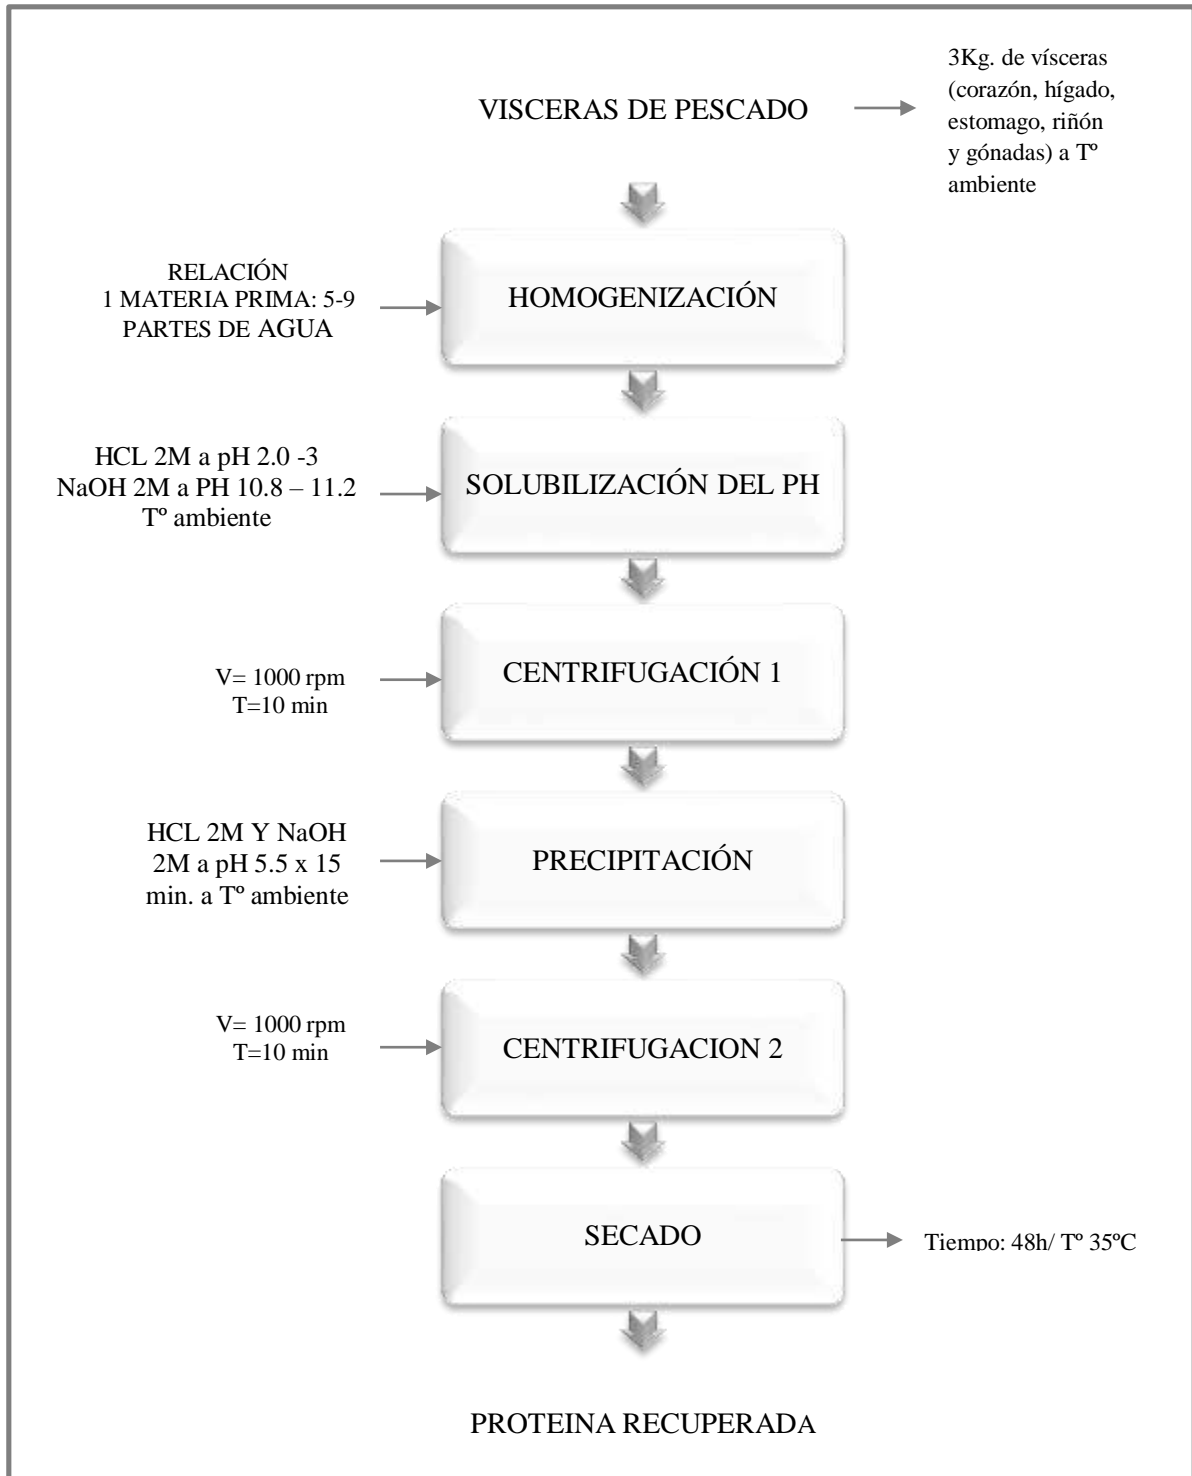 VISCERAS DE PESCADO
3Kg. de vísceras
(corazón, hígado,
estomago, riñón
y gónadas) a Tº
ambiente
RELACIÓN
1 MATERIA PRIMA: 5-9
PARTES DE AGUA
HOMOGENIZACIÓN
HCL 2M a pH 2.0 -3
NaOH 2M a PH 10.8 – 11.2
Tº ambiente
SOLUBILIZACIÓN DEL PH
V= 1000 rpm
T=10 min
CENTRIFUGACIÓN 1
HCL 2M Y NaOH
2M a pH 5.5 x 15
min. a Tº ambiente
PRECIPITACIÓN
V= 1000 rpm
T=10 min
CENTRIFUGACION 2
SECADO
Tiempo: 48h/ Tº 35ºC
PROTEINA RECUPERADA